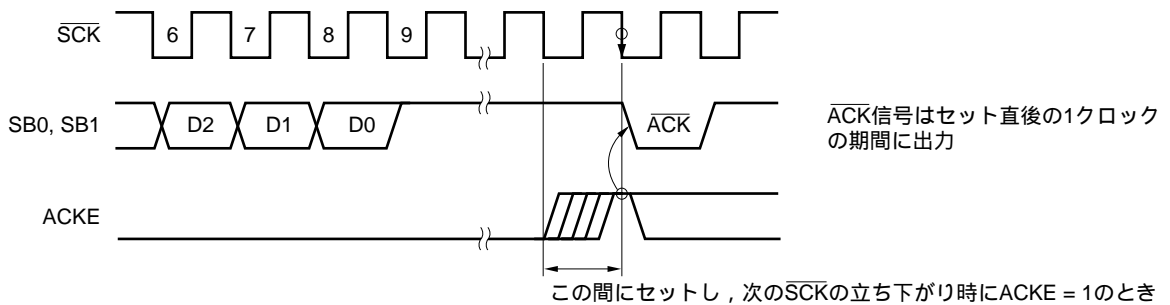 SCK 6 7 8 9
SB0, SB1 D2 D1 D0 ACK
ACK信号はセット直後の1クロック
の期間に出力
ACKE
この間にセットし，次のSCKの立ち下がり時にACKE = 1のとき